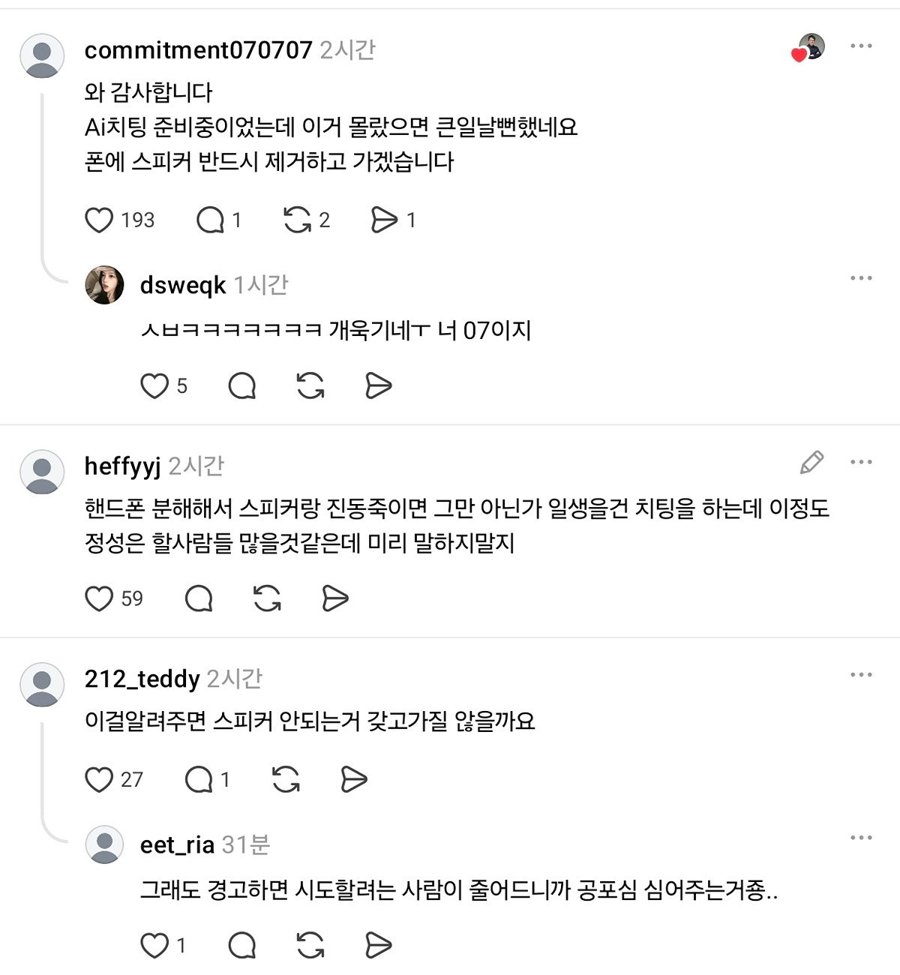 commitment070707 2시간
와 감사합니다
Ai치팅 준비중이었는데 이거 몰랐으면 큰일날뻔했네요
폰에 스피커 반드시 제거하고 가겠습니다
193 1 2 1
dsweqk 1시간
ㅅㅂㅋㅋㅋㅋㅋㅋㅋ 개욱기네ㅜ 너 07이지
5
heffyyj 2시간
핸드폰 분해해서 스피커랑 진동죽이면 그만 아닌가 일생을건 치팅을 하는데 이정도
정성은 할사람들 많을것같은데 미리 말하지말지
59
212_teddy 2시간
이걸알려주면 스피커 안되는거 갖고가질 않을까요
27 1
eet_ria 31분
그래도 경고하면 시도할려는 사람이 줄어드니까 공포심 심어주는거죵..
1